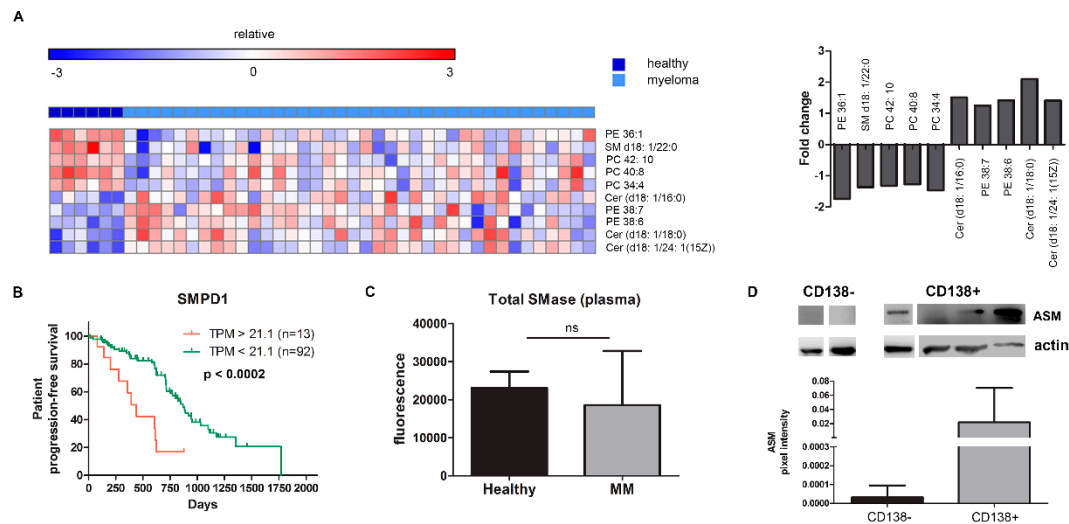 A
relative
-3
0
3
healthy
myeloma
PE 36:1
SM d18: 1/22:0
PC 42: 10
PC 40:8
PC 34:4
Cer (d18: 1/16:0)
PE 38:7
PE 38:6
Cer (d18: 1/18:0)
Cer (d18: 1/24: 1(15Z))
Fold change
3
2
1
0
-1
-2
PE 36:1
SM d18: 1/22:0
PC 42: 10
PC 40:8
PC 34:4
Cer (d18: 1/16:0)
PE 38:7
PE 38:6
Cer (d18: 1/18:0)
Cer (d18: 1/24: 1(15Z))
B
SMPD1
TPM > 21.1 (n=13)
TPM < 21.1 (n=92)
p < 0.0002
Patient
progression-free survival
100
80
60
40
20
0
0 250 500 750 1000 1250 1500 1750 2000
Days
C
Total SMase (plasma)
ns
fluorescence
40000
30000
20000
10000
0
Healthy
MM
D
CD138-
CD138+
ASM
actin
ASM
pixel intensity
0.08
0.06
0.04
0.02
0.0003
0.0002
0.0001
0.0000
CD138-
CD138+